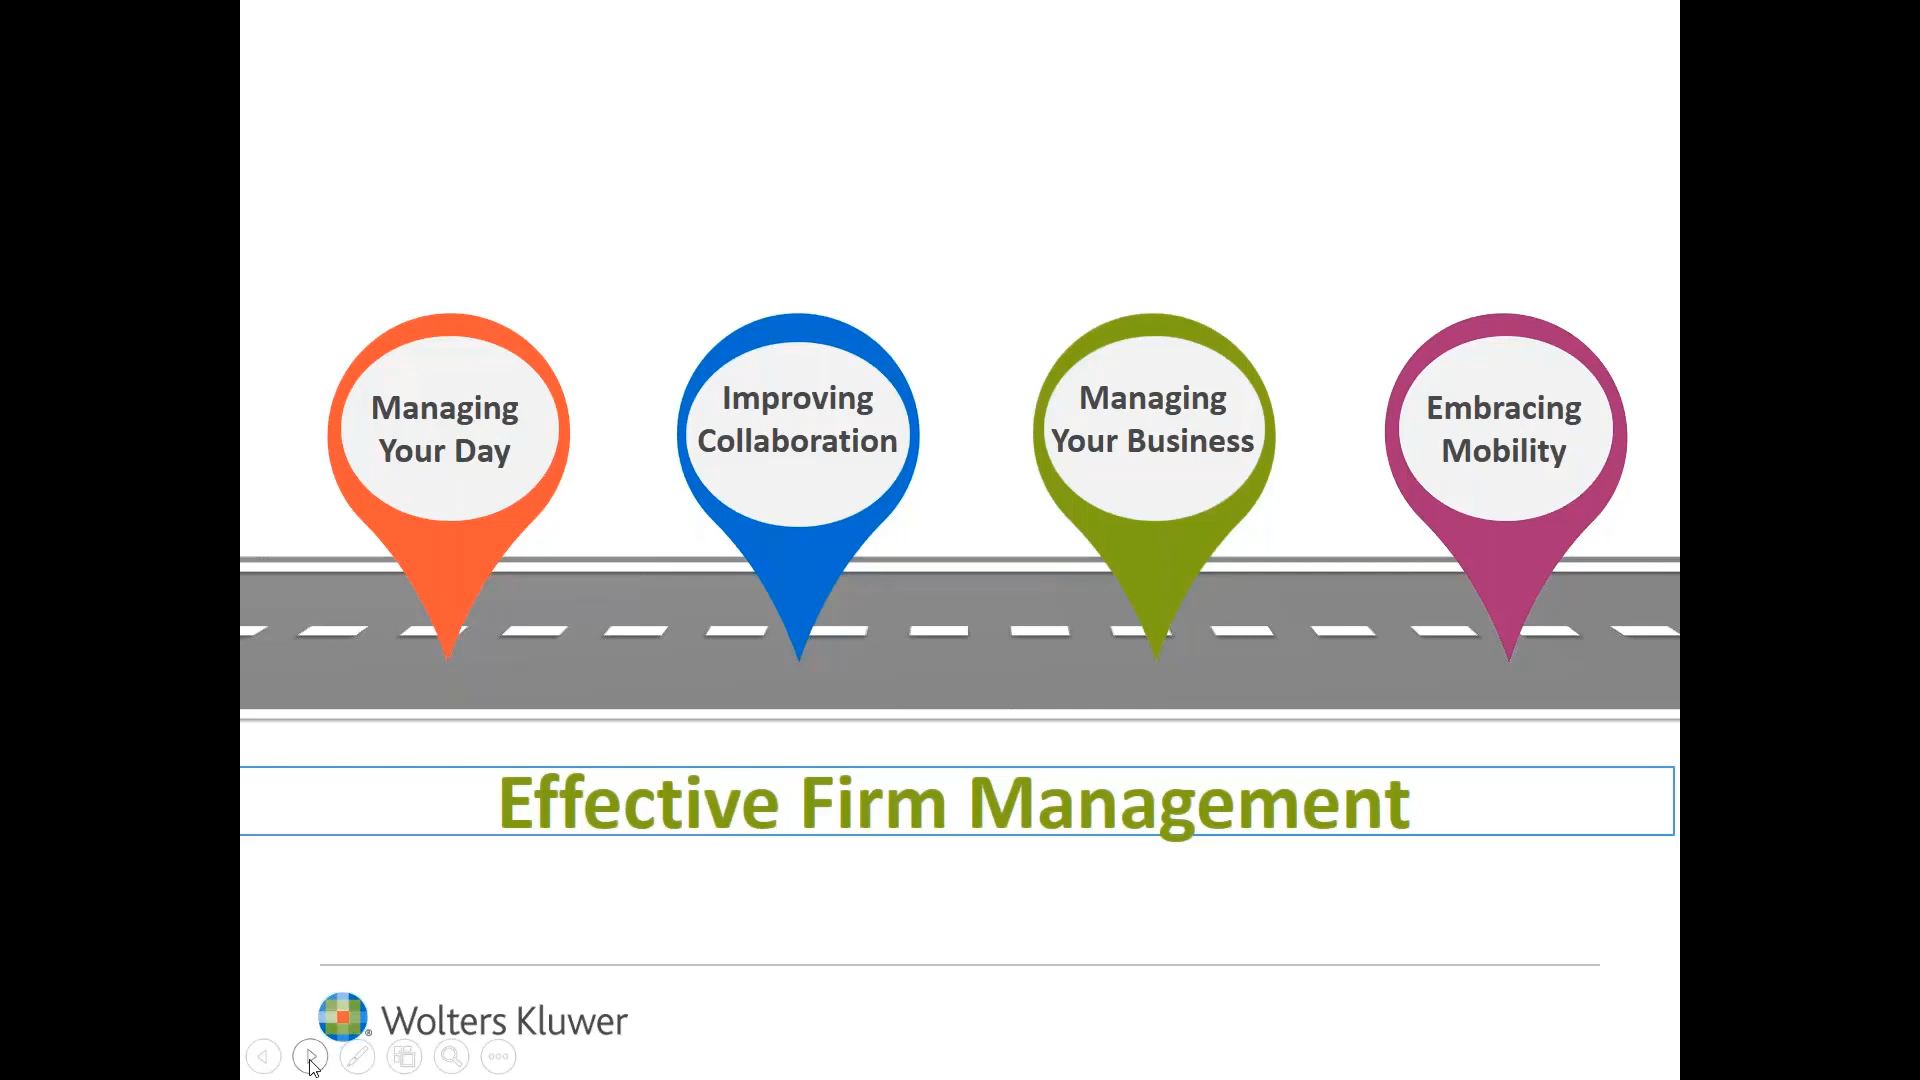 Managing
Your Day
Improving
Collaboration
Managing
Your Business
Embracing
Mobility
Effective Firm Management
® Wolters Kluwer